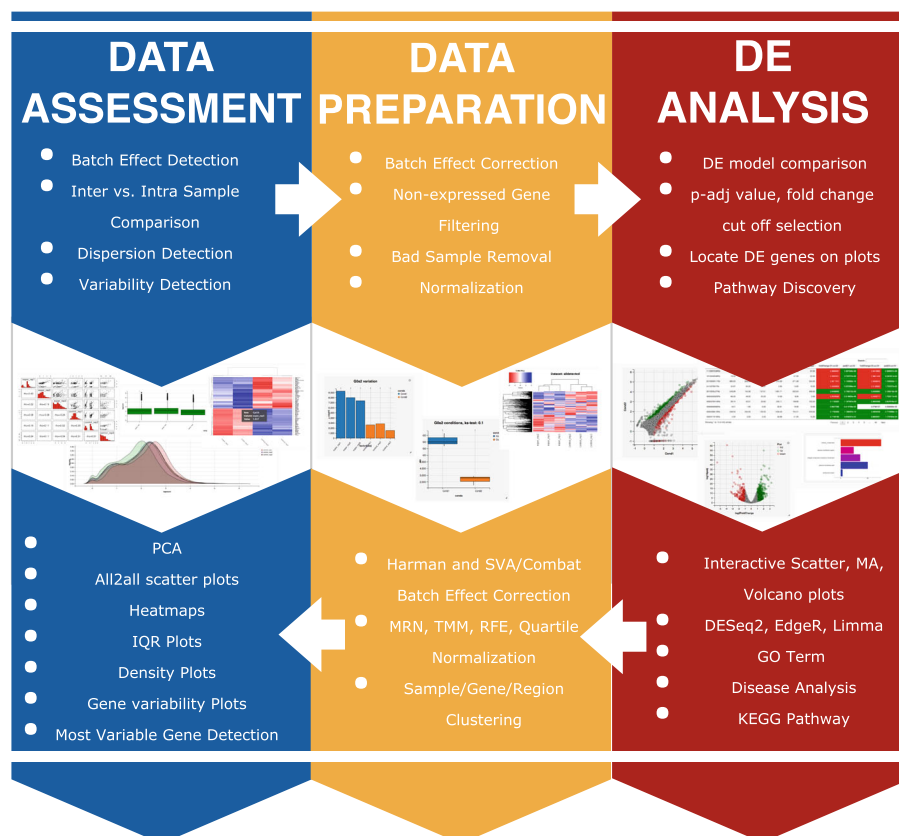 DATA
ASSESSMENT
Batch Effect Detection
Inter vs. Intra Sample
Comparison
Dispersion Detection
Variability Detection
DATA
PREPARATION
Batch Effect Correction
Non-expressed Gene
Filtering
Bad Sample Removal
Normalization
DE
ANALYSIS
DE model comparison
p-adj value, fold change
cut off selection
Locate DE genes on plots
Pathway Discovery
PCA
All2all scatter plots
Heatmaps
IQR Plots
Density Plots
Gene variability Plots
Most Variable Gene Detection
Harman and SVA/Combat
Batch Effect Correction
MRN, TMM, RFE, Quartile
Normalization
Sample/Gene/Region
Clustering
Interactive Scatter, MA,
Volcano plots
DESeq2, EdgeR, Limma
GO Term
Disease Analysis
KEGG Pathway